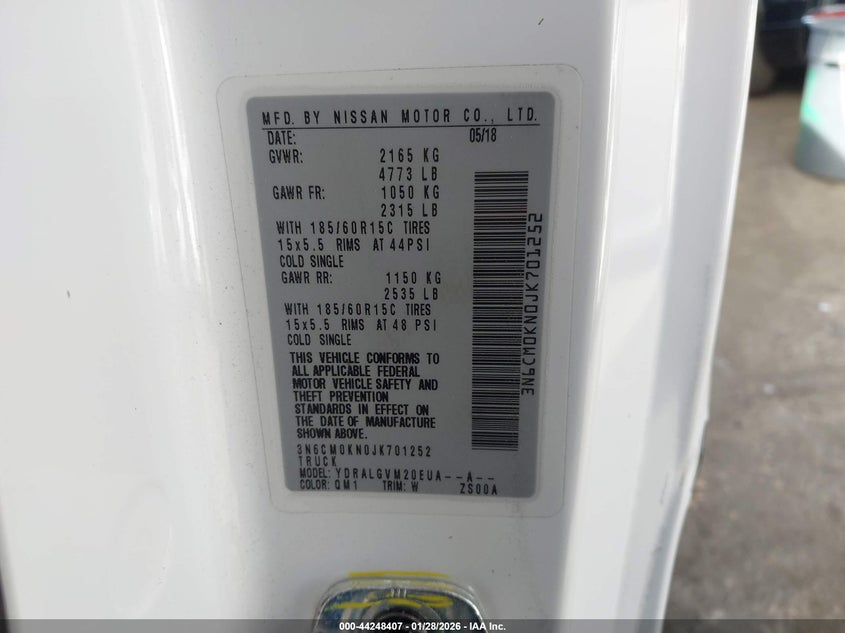 MFD. BY NISSAN MOTOR CO., LTD.
DATE: 05/18
GVWR: 2165 KG
4773 LB
GAWR FR: 1050 KG
2315 LB
WITH 185/60R15C TIRES
15x5.5 RIMS AT 44PSI
COLD SINGLE
GAWR RR: 1150 KG
2535 LB
WITH 185/60R15C TIRES
15x5.5 RIMS AT 48 PSI
COLD SINGLE
THIS VEHICLE CONFORMS TO
ALL APPLICABLE FEDERAL
MOTOR VEHICLE SAFETY AND
THEFT PREVENTION
STANDARDS IN EFFECT ON
THE DATE OF MANUFACTURE
SHOWN ABOVE.
3N6CM0KN0JK701252
TRUCK
MODEL: YDRALGVM20EUA--A--
COLOR: QM1 TRIM: W ZS00A
3N6CM0KN0JK701252
000-44248407 - 01/28/2026 - IAA Inc.